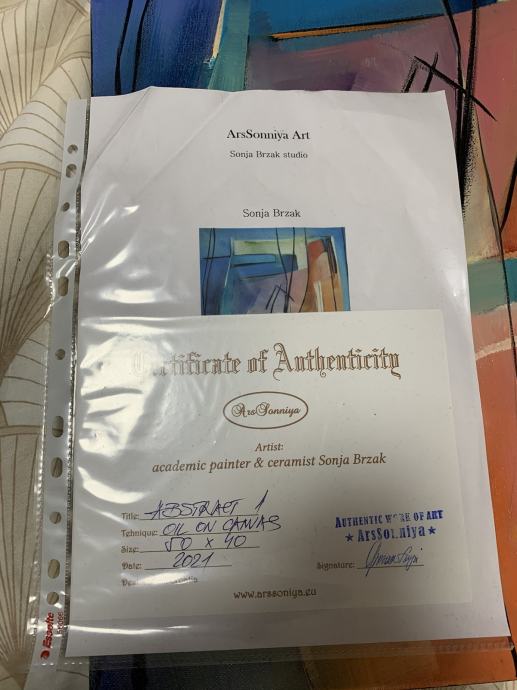 ArsSonniya Art
Sonja Brzak studio
Sonja Brzak
Certificate of Authenticity
ArsSonniya
Artist:
academic painter & ceramist Sonja Brzak
Title: ABSTRACT 1
Tehnique: OIL ON CANVAS
Size: 50 x 40
Date: 2021
AUTHENTIC WORK OF ART
★ ArsSonniya ★
Signature:
www.arssoniya.eu
Esselte